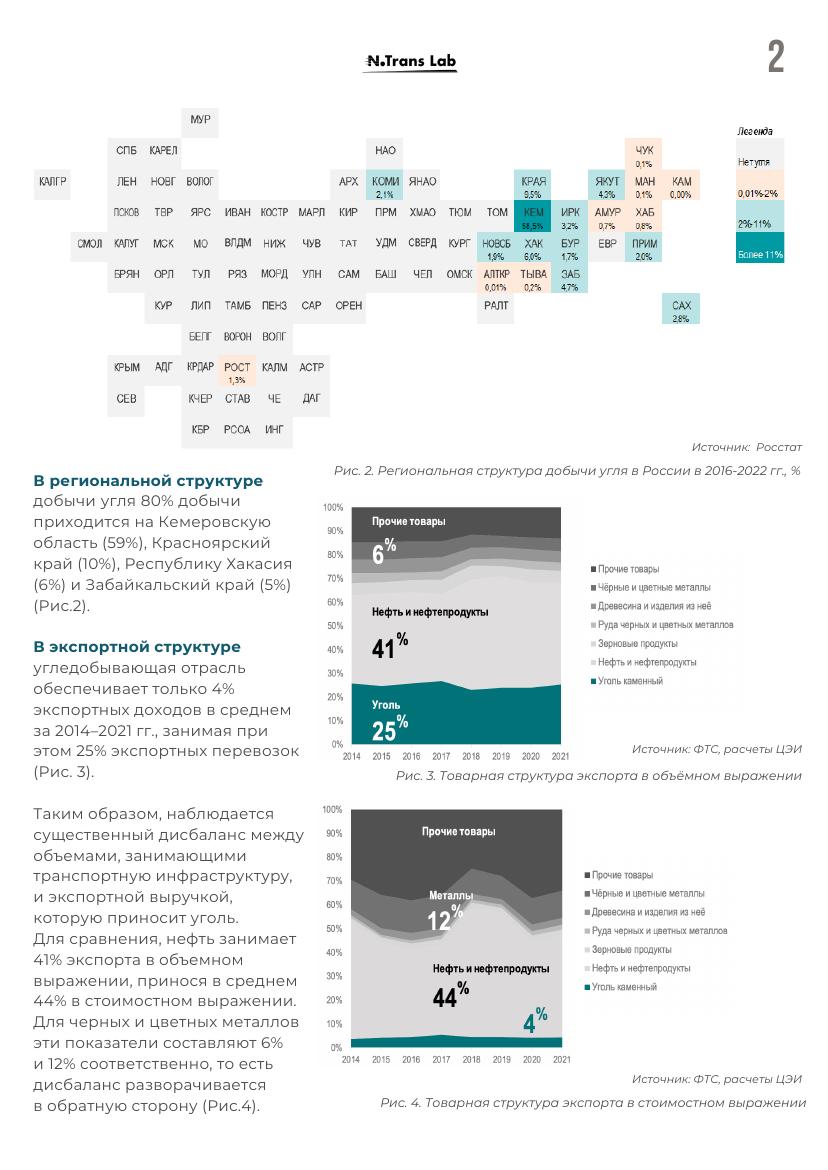 N.Trans Lab
2
МУР
Легенда
СПБ КАРЕЛ НАО ЧУК
0,1%
Нет угля
КАЛГР ЛЕН НОВГ ВОЛОГ АРХ КОМИ ЯНАО КРАЯ ЯКУТ МАН КАМ
2,1% 9,5% 4,3% 0,1% 0,00%
0,01%-2%
ПСКОВ ТВР ЯРС ИВАН КОСТР МАРЛ КИР ПРМ ХМАО ТЮМ ТОМ КЕМ ИРК АМУР ХАБ
58,5% 3,2% 0,7% 0,8%
2%-11%
СМОЛ КАЛУГ МСК МО ВЛДМ НИЖ ЧУВ ТАТ УДМ СВЕРД КУРГ НОВСБ ХАК БУР ЕВР ПРИМ
1,9% 6,0% 1,7% 2,0%
Более 11%
БРЯН ОРЛ ТУЛ РЯЗ МОРД УЛН САМ БАШ ЧЕЛ ОМСК АЛТКР ТЫВА ЗАБ
0,01% 0,2% 4,7%
КУР ЛИП ТАМБ ПЕНЗ САР ОРЕН РАЛТ САХ
2,8%
БЕЛГ ВОРОН ВОЛГ
КРЫМ АДГ КРДАР РОСТ КАЛМ АСТР
1,3%
СЕВ КЧЕР СТАВ ЧЕ ДАГ
КБР РСОА ИНГ
Источник: Росстат
Рис. 2. Региональная структура добычи угля в России в 2016-2022 гг., %
В региональной структуре
добычи угля 80% добычи
приходится на Кемеровскую
область (59%), Красноярский
край (10%), Республику Хакасия
(6%) и Забайкальский край (5%)
(Рис.2).
В экспортной структуре
угледобывающая отрасль
обеспечивает только 4%
экспортных доходов в среднем
за 2014–2021 гг., занимая при
этом 25% экспортных перевозок
(Рис. 3).
Таким образом, наблюдается
существенный дисбаланс между
объемами, занимающими
транспортную инфраструктуру,
и экспортной выручкой,
которую приносит уголь.
Для сравнения, нефть занимает
41% экспорта в объемном
выражении, принося в среднем
44% в стоимостном выражении.
Для черных и цветных металлов
эти показатели составляют 6%
и 12% соответственно, то есть
дисбаланс разворачивается
в обратную сторону (Рис.4).
100%
90%
80%
70%
60%
50%
40%
30%
20%
10%
0%
Прочие товары
6%
Нефть и нефтепродукты
41%
Уголь
25%
2014 2015 2016 2017 2018 2019 2020 2021
Прочие товары
Чёрные и цветные металлы
Древесина и изделия из неё
Руда черных и цветных металлов
Зерновые продукты
Нефть и нефтепродукты
Уголь каменный
Источник: ФТС, расчеты ЦЭИ
Рис. 3. Товарная структура экспорта в объёмном выражении
100%
90%
80%
70%
60%
50%
40%
30%
20%
10%
0%
Прочие товары
Металлы
12%
Нефть и нефтепродукты
44%
4%
2014 2015 2016 2017 2018 2019 2020 2021
Прочие товары
Чёрные и цветные металлы
Древесина и изделия из неё
Руда черных и цветных металлов
Зерновые продукты
Нефть и нефтепродукты
Уголь каменный
Источник: ФТС, расчеты ЦЭИ
Рис. 4. Товарная структура экспорта в стоимостном выражении